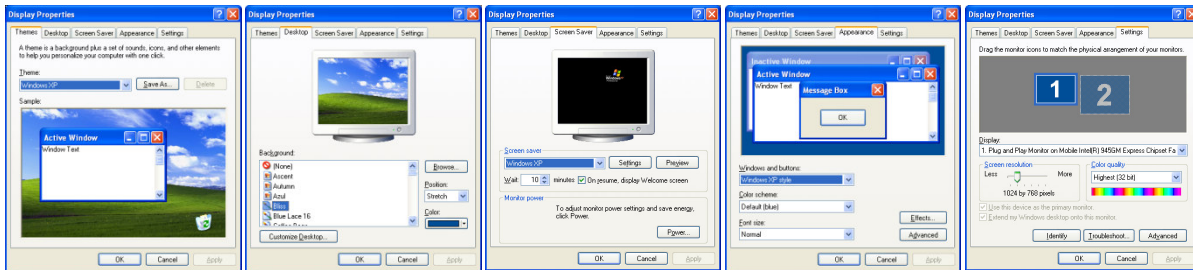 Display Properties
Themes Desktop Screen Saver Appearance Settings
A theme is a background plus a set of sounds, icons, and other elements
to help you personalize your computer with one click.
Theme:
Windows XP
Save As...
Delete
Sample:
Active Window
Window Text
OK Cancel Apply
Display Properties
Themes Desktop Screen Saver Appearance Settings
Background:
(None)
Ascent
Autumn
Azul
Bliss
Blue Lace 16
Browse...
Position:
Stretch
Color:
Customize Desktop...
OK Cancel Apply
Display Properties
Themes Desktop Screen Saver Appearance Settings
Screen saver
Windows XP
Settings Preview
Wait: 10 minutes On resume, display Welcome screen
Monitor power
To adjust monitor power settings and save energy,
click Power.
Power...
OK Cancel Apply
Display Properties
Themes Desktop Screen Saver Appearance Settings
Inactive Window
Active Window
Window Text
Message Box
OK
Windows and buttons:
Windows XP style
Color scheme:
Default (blue)
Font size:
Normal
Effects...
Advanced
OK Cancel Apply
Display Properties
Themes Desktop Screen Saver Appearance Settings
Drag the monitor icons to match the physical arrangement of your monitors.
1 2
Display:
1. Plug and Play Monitor on Mobile Intel(R) 945GM Express Chipset Fa
Screen resolution
Less More
1024 by 768 pixels
Color quality
Highest (32 bit)
Use this device as the primary monitor.
Extend my Windows desktop onto this monitor.
Identify Troubleshoot... Advanced
OK Cancel Apply